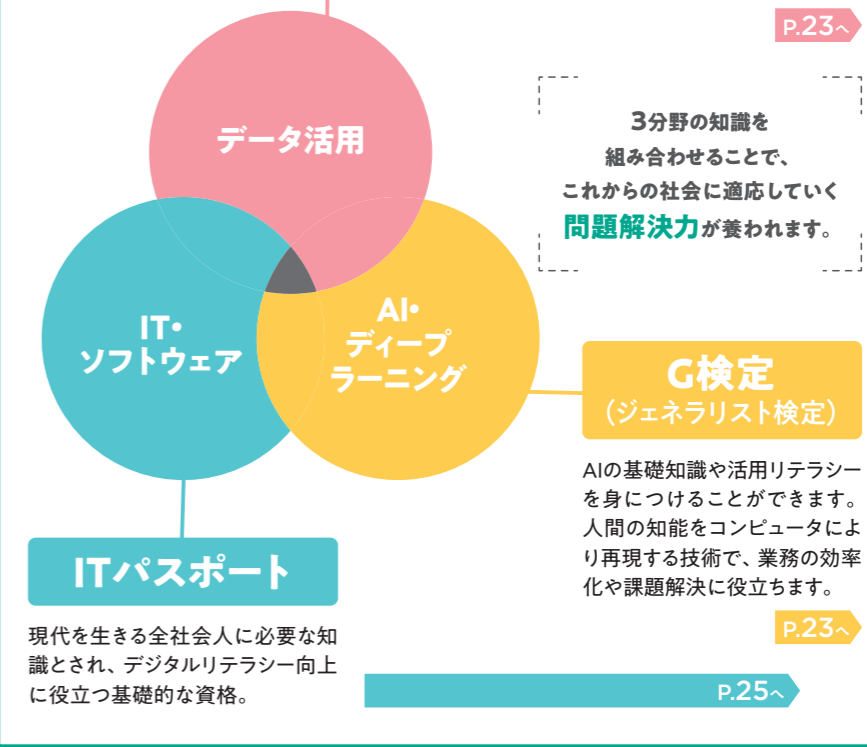 P.23へ
データ活用
3分野の知識を
組み合わせることで、
これからの社会に適応していく
問題解決力が養われます。
IT・
ソフトウェア
AI・
ディープ
ラーニング
G検定
(ジェネラリスト検定)
AIの基礎知識や活用リテラシー
を身につけることができます。
人間の知能をコンピュータによ
り再現する技術で、業務の効率
化や課題解決に役立ちます。
P.23へ
ITパスポート
現代を生きる全社会人に必要な知
識とされ、デジタルリテラシー向上
に役立つ基礎的な資格。
P.25へ